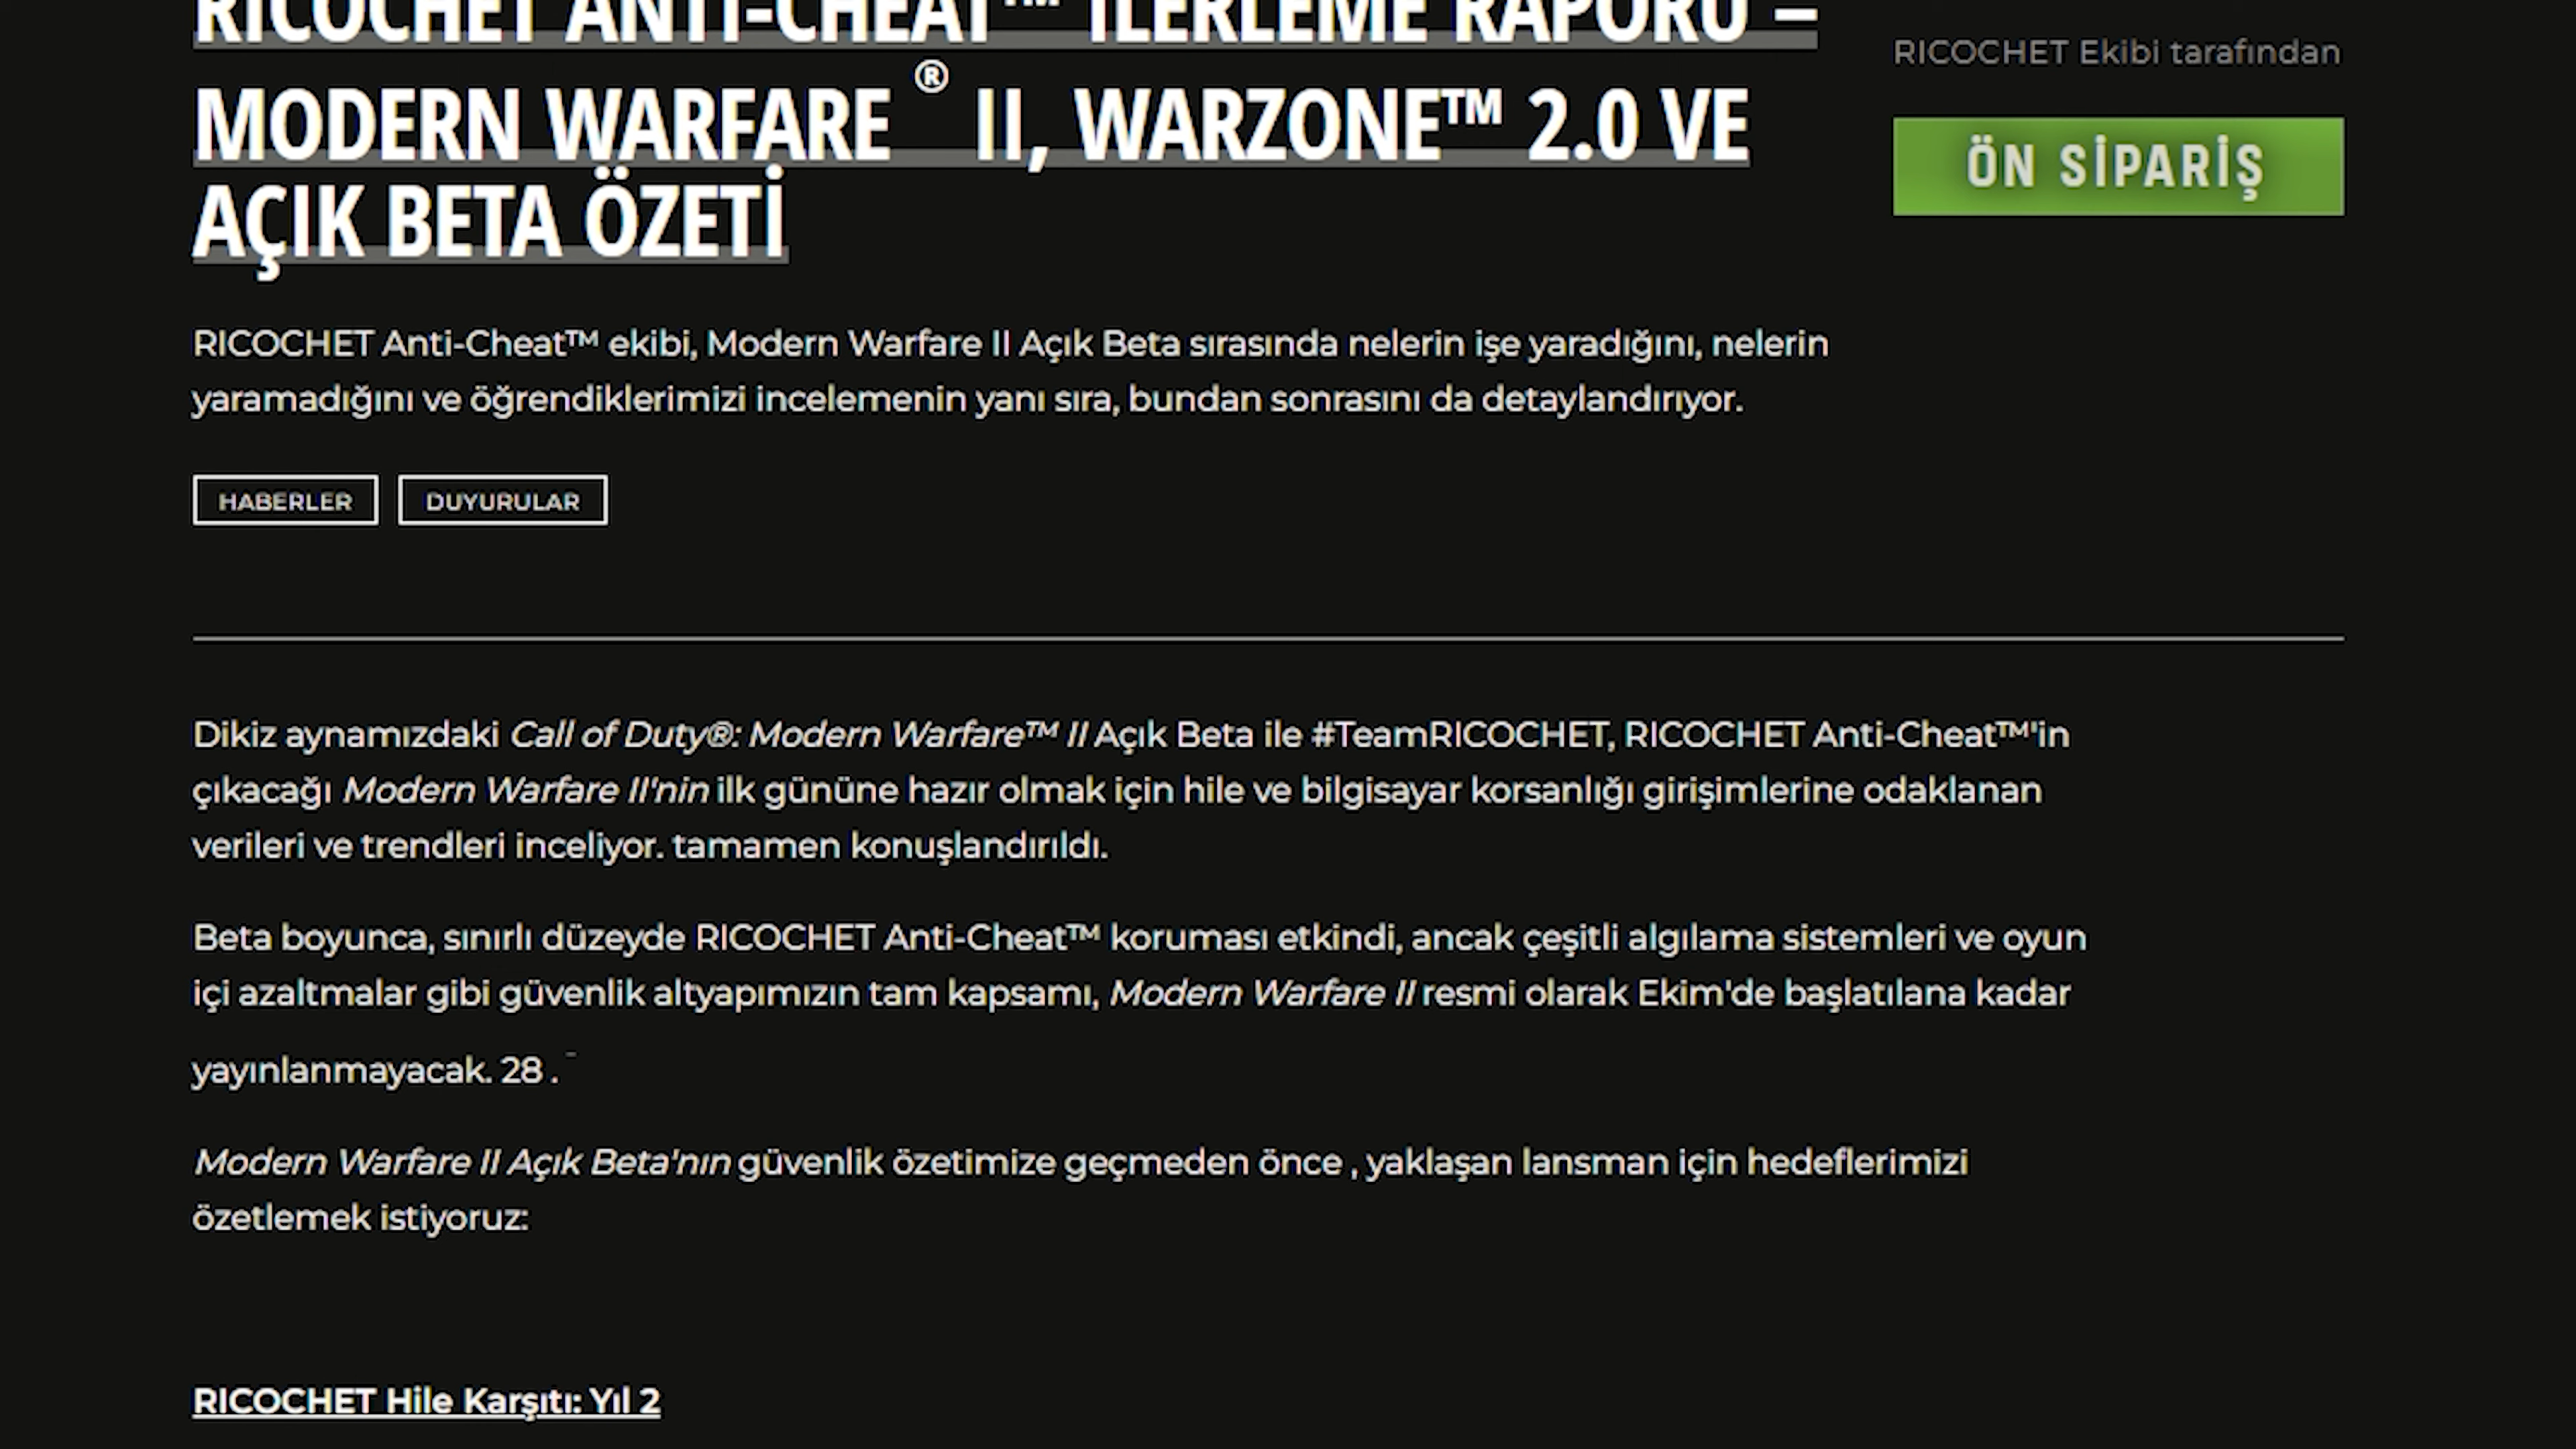 RICOCHET ANTI-CHEAT™ İLERLEME RAPORU –
MODERN WARFARE ® II, WARZONE™ 2.0 VE
AÇIK BETA ÖZETİ
RICOCHET Ekibi tarafından
ÖN SİPARİŞ
RICOCHET Anti-Cheat™ ekibi, Modern Warfare II Açık Beta sırasında nelerin işe yaradığını, nelerin
yaramadığını ve öğrendiklerimizi incelemenin yanı sıra, bundan sonrasını da detaylandırıyor.
HABERLER
DUYURULAR
Dikiz aynamızdaki Call of Duty®: Modern Warfare™ II Açık Beta ile #TeamRICOCHET, RICOCHET Anti-Cheat™'in
çıkacağı Modern Warfare II'nin ilk gününe hazır olmak için hile ve bilgisayar korsanlığı girişimlerine odaklanan
verileri ve trendleri inceliyor. tamamen konuşlandırıldı.
Beta boyunca, sınırlı düzeyde RICOCHET Anti-Cheat™ koruması etkindi, ancak çeşitli algılama sistemleri ve oyun
içi azaltmalar gibi güvenlik altyapımızın tam kapsamı, Modern Warfare II resmi olarak Ekim'de başlatılana kadar
yayınlanmayacak. 28 .
Modern Warfare II Açık Beta'nın güvenlik özetimize geçmeden önce , yaklaşan lansman için hedeflerimizi
özetlemek istiyoruz:
RICOCHET Hile Karşıtı: Yıl 2